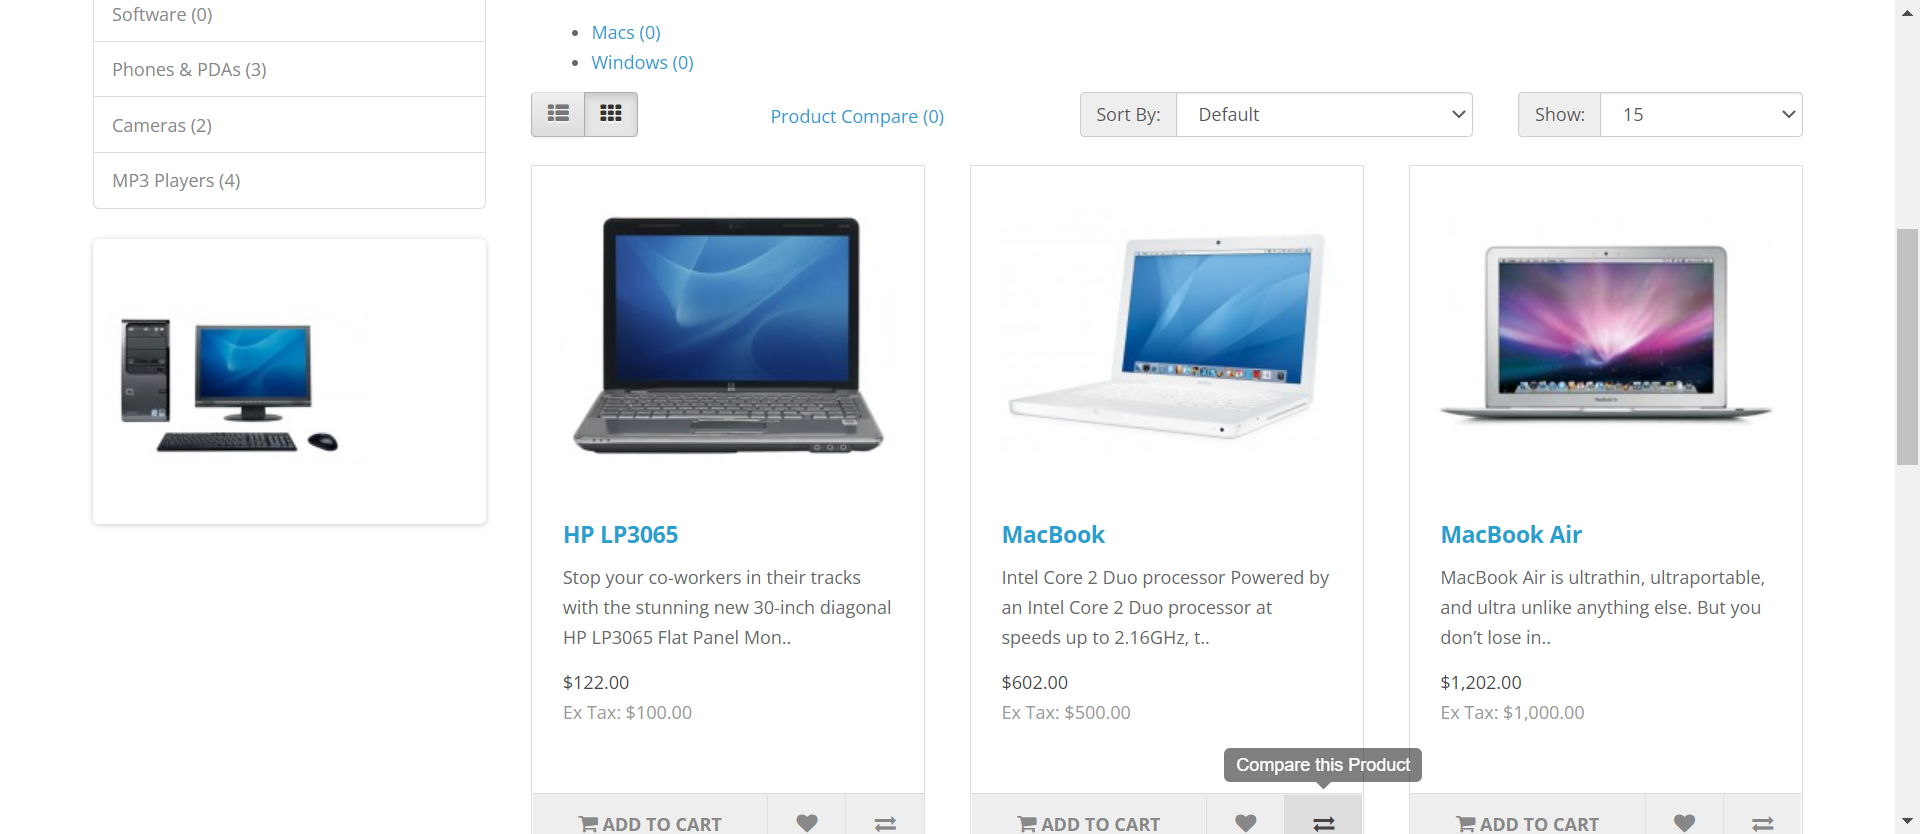 Software (0)
Phones & PDAs (3)
Cameras (2)
MP3 Players (4)
Macs (0)
Windows (0)
Product Compare (0)
Sort By:
Default
Show:
15
HP LP3065
Stop your co-workers in their tracks
with the stunning new 30-inch diagonal
HP LP3065 Flat Panel Mon..
$122.00
Ex Tax: $100.00
ADD TO CART
MacBook
Intel Core 2 Duo processor Powered by
an Intel Core 2 Duo processor at
speeds up to 2.16GHz, t..
$602.00
Ex Tax: $500.00
Compare this Product
ADD TO CART
MacBook Air
MacBook Air is ultrathin, ultraportable,
and ultra unlike anything else. But you
don’t lose in..
$1,202.00
Ex Tax: $1,000.00
ADD TO CART